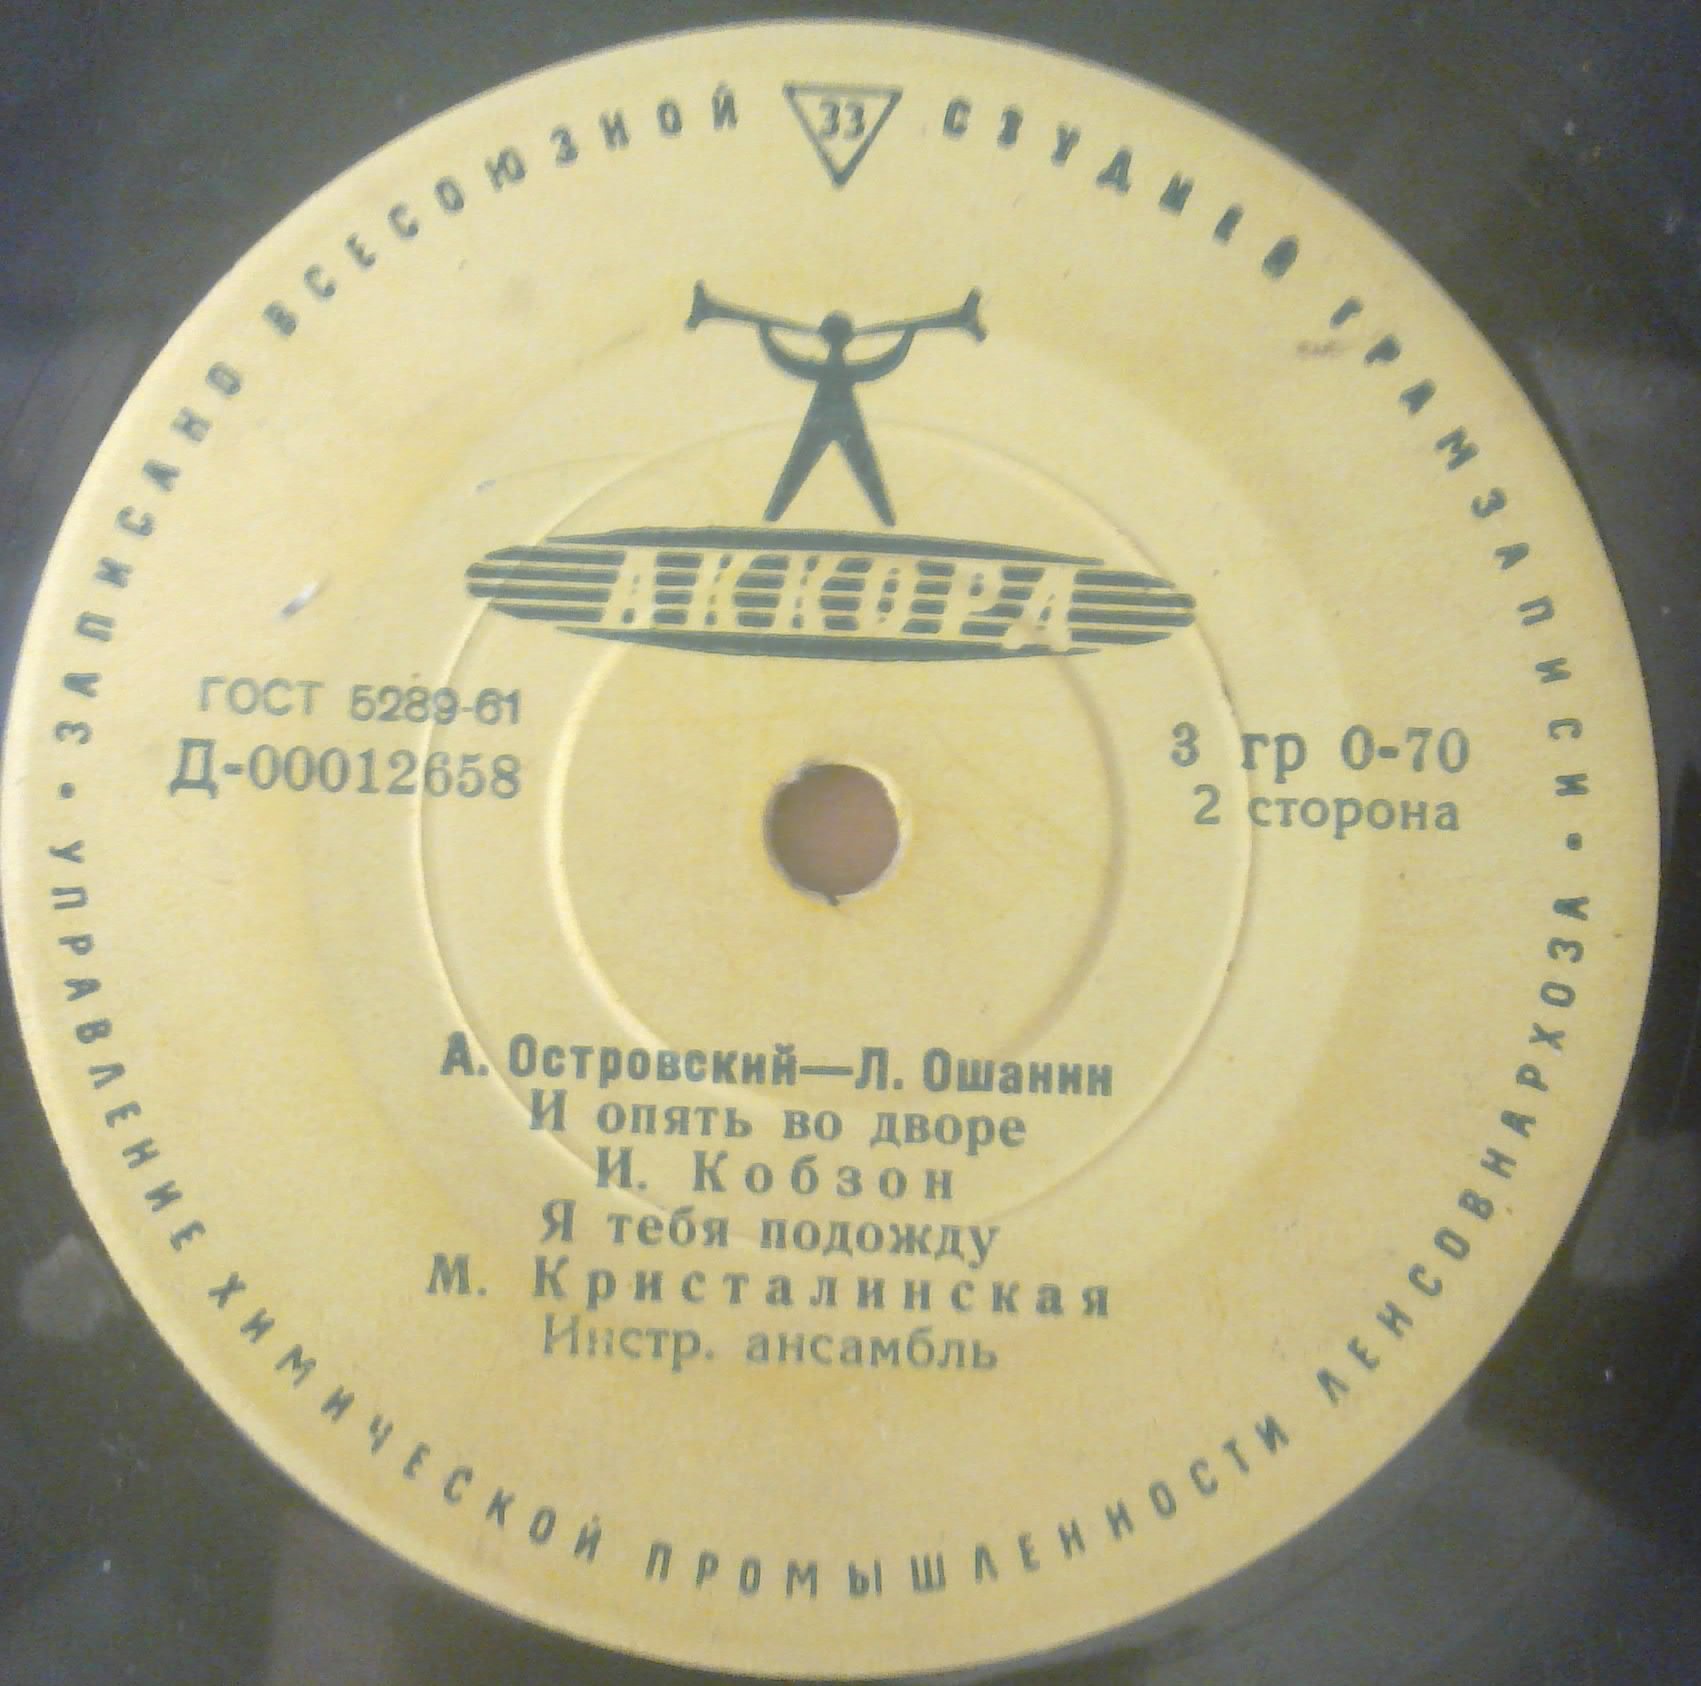 ЗАПИСАНО ВСЕСОЮЗНОЙ СТУДИЕЙ ГРАМЗАПИСИ
33
АККОРД
ГОСТ 5289-61
Д-00012658
3 гр 0-70
2 сторона
А. Островский—Л. Ошанин
И опять во дворе
И. Кобзон
Я тебя подожду
М. Кристалинская
Инстр. ансамбль
УПРАВЛЕНИЕ ХИМИЧЕСКОЙ ПРОМЫШЛЕННОСТИ ЛЕНСОВНАРХОЗА